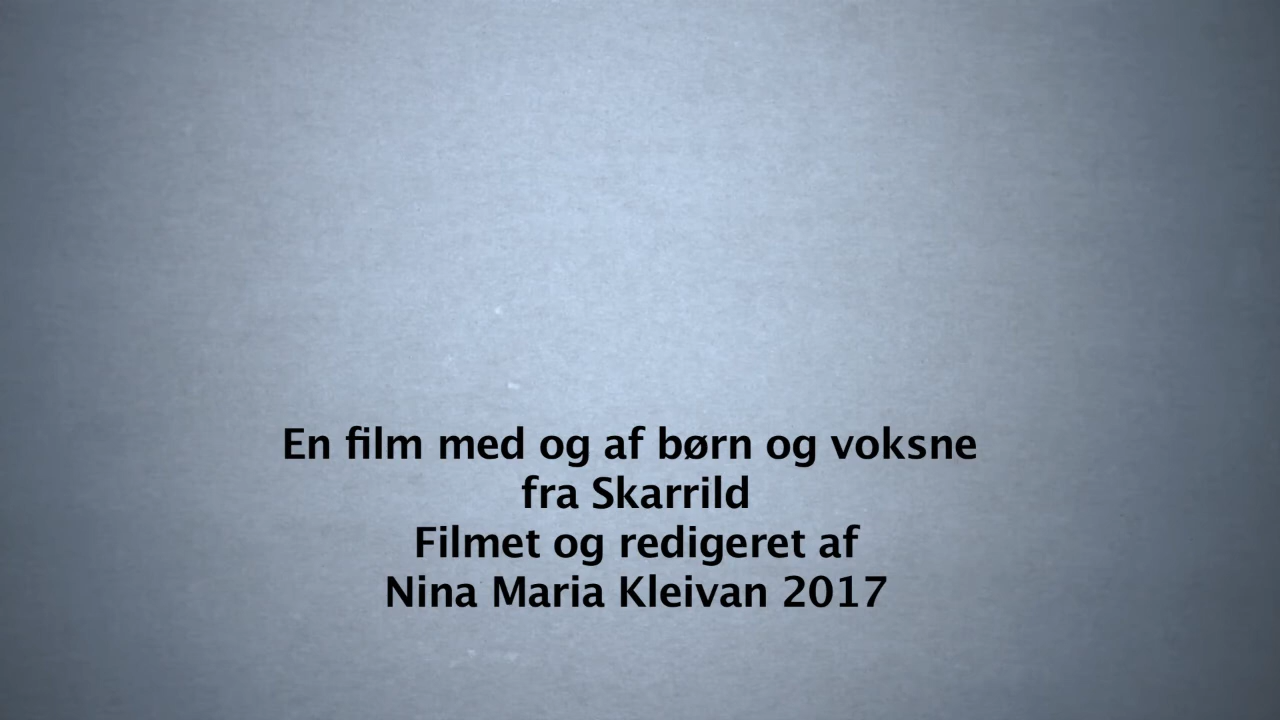 En film med og af børn og voksne
fra Skarrild
Filmet og redigeret af
Nina Maria Kleivan 2017